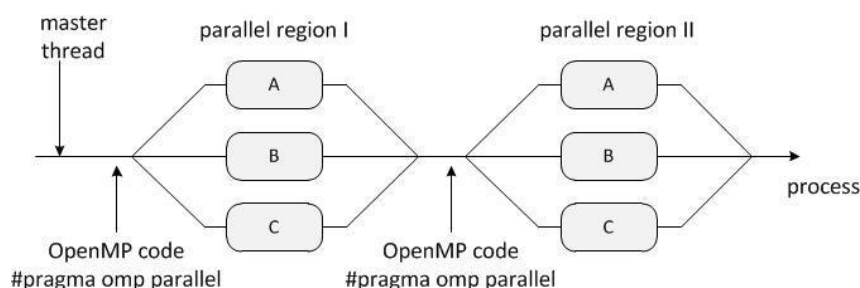 master
thread
parallel region I
parallel region II
A
A
B
B
C
C
process
OpenMP code
#pragma omp parallel
OpenMP code
#pragma omp parallel